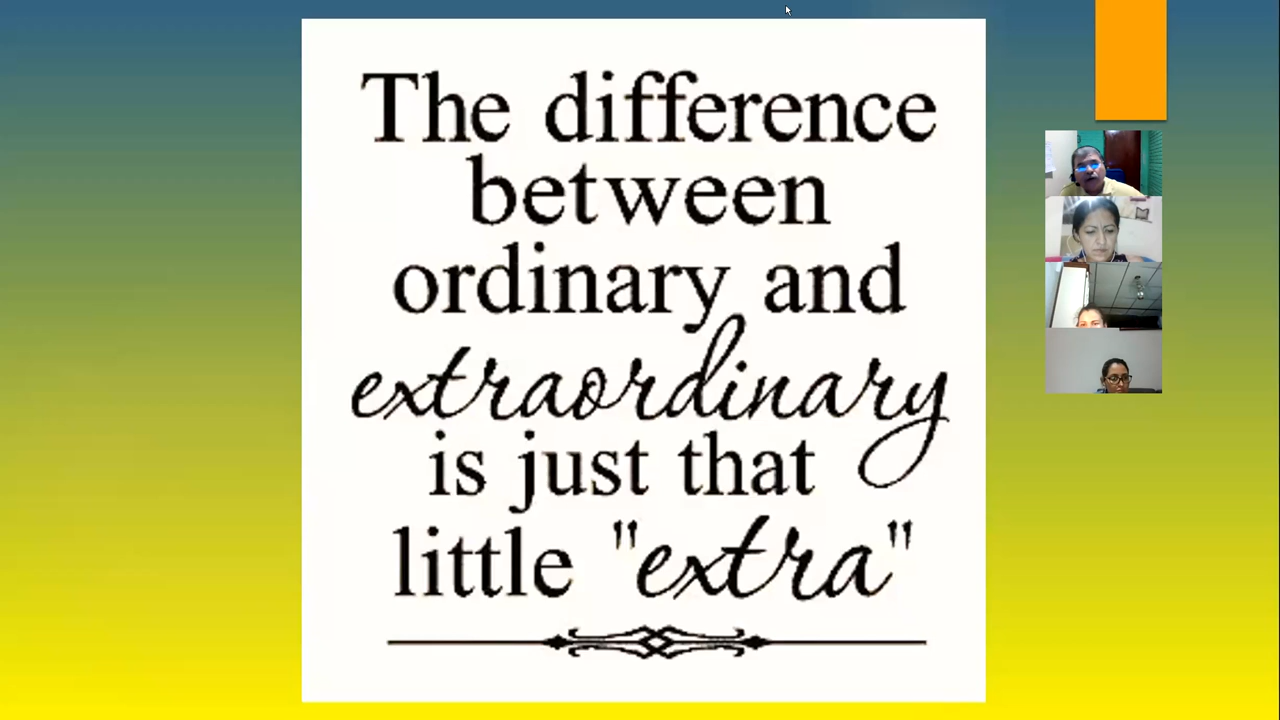 The difference
between
ordinary and
extraordinary
is just that
little "extra"